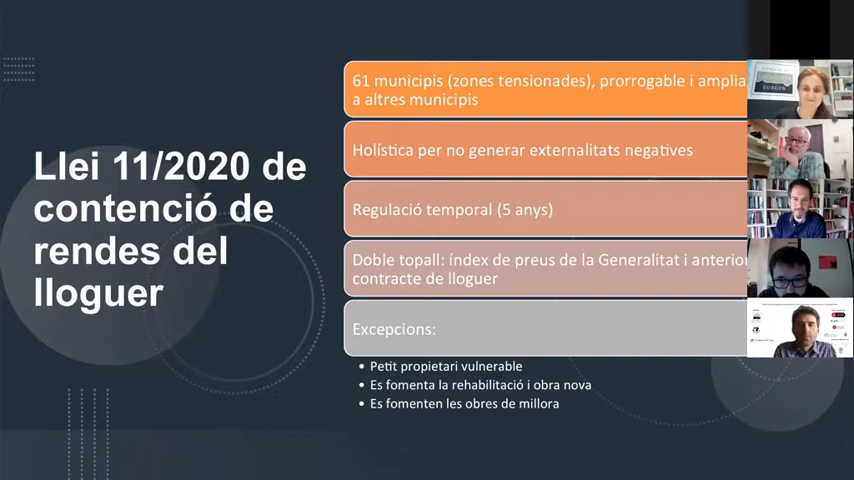 Llei 11/2020 de
contenció de
rendes del
lloguer
61 municipis (zones tensionades), prorrogable i amplia
a altres municipis
Holística per no generar externalitats negatives
Regulació temporal (5 anys)
Doble topall: índex de preus de la Generalitat i anterior
contracte de lloguer
Excepcions:
• Petit propietari vulnerable
• Es fomenta la rehabilitació i obra nova
• Es fomenten les obres de millora
EUROPA